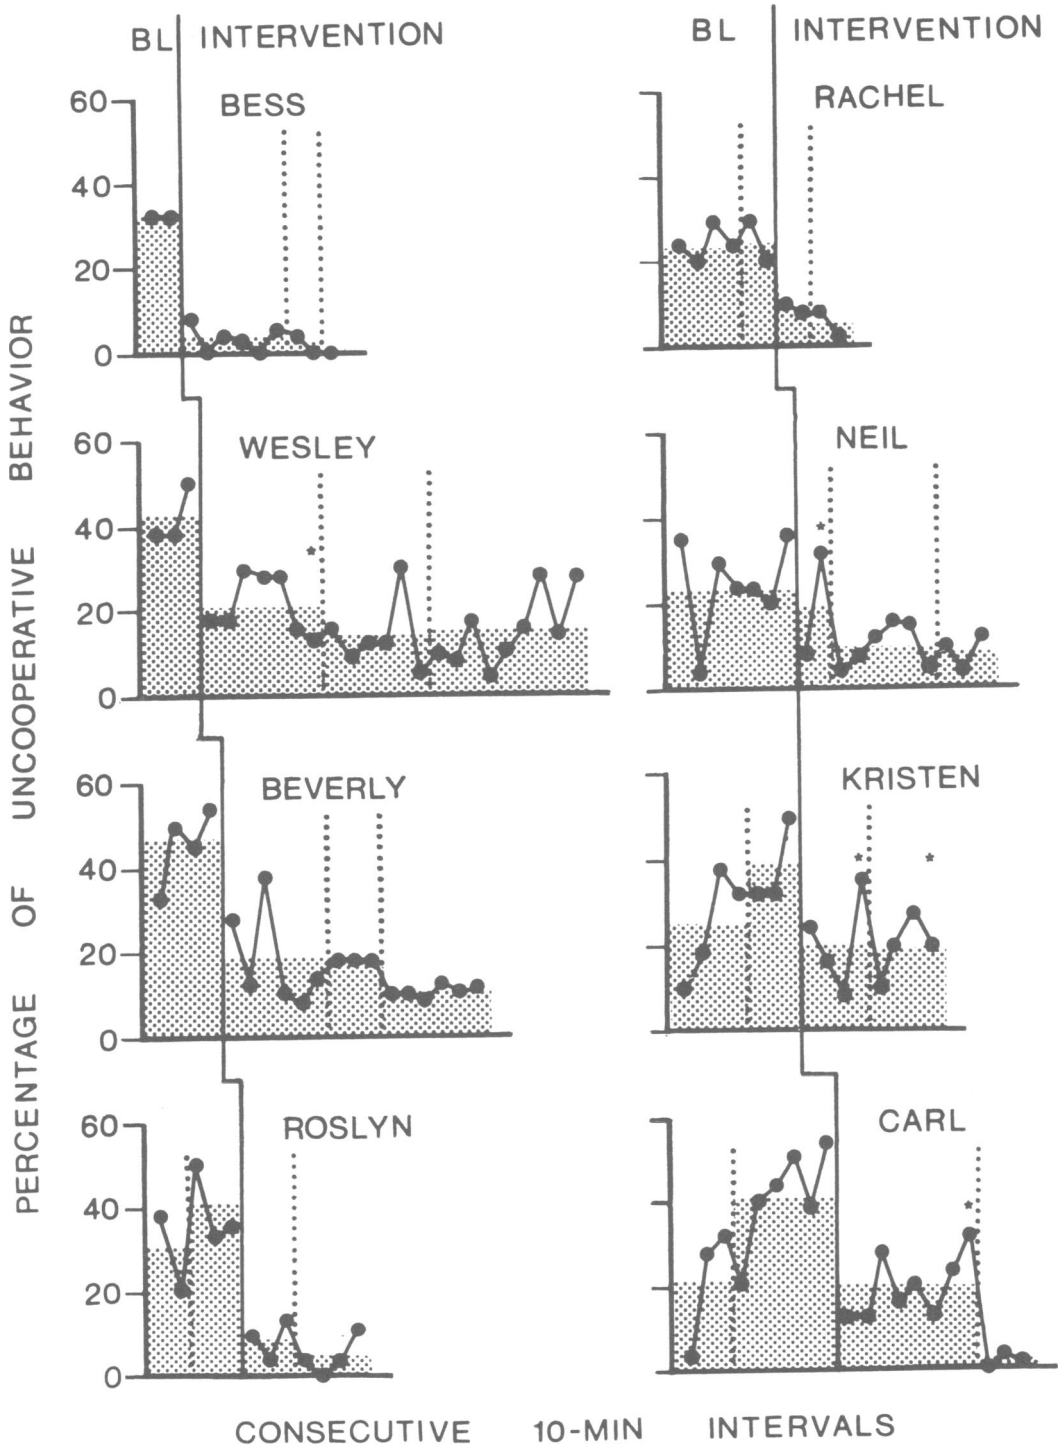 BL INTERVENTION
BL INTERVENTION
PERCENTAGE OF UNCOOPERATIVE BEHAVIOR
BESS
60
40
20
0
RACHEL
WESLEY
60
40
20
0
*
NEIL
*
BEVERLY
60
40
20
0
KRISTEN
* *
ROSLYN
60
40
20
0
CARL
*
CONSECUTIVE 10-MIN INTERVALS